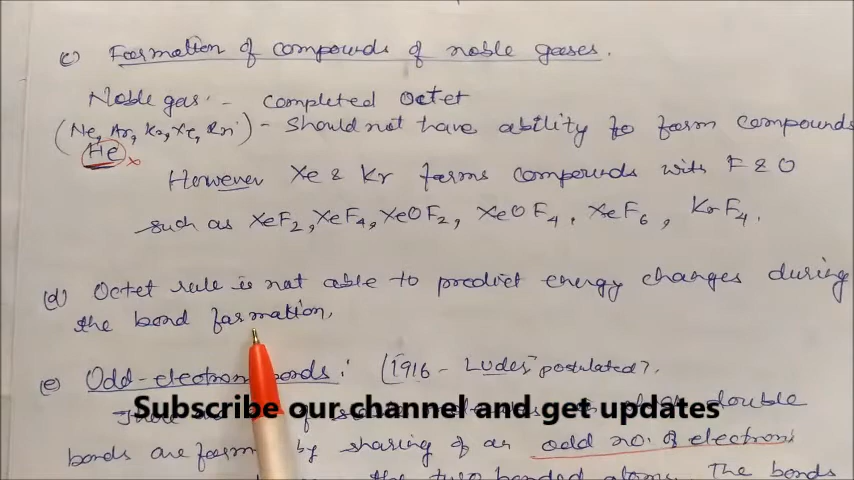 (c) Formation of compounds of noble gases.
Noble gas :- completed octet
(Ne, Ar, Kr, Xe, Rn) - should not have ability to form compounds
He x
However Xe & Kr forms compounds with F & O
such as XeF2, XeF4, XeOF2, XeOF4, XeF6, KrF4.
(d) Octet rule is not able to predict energy changes during
the bond formation.
(e) Odd-electron bonds : (1916 - Ludes postulated).
Subscribe our channel and get updates
There double
bonds are form by sharing of an odd no. of electrons
the two bonded atoms. The bonds